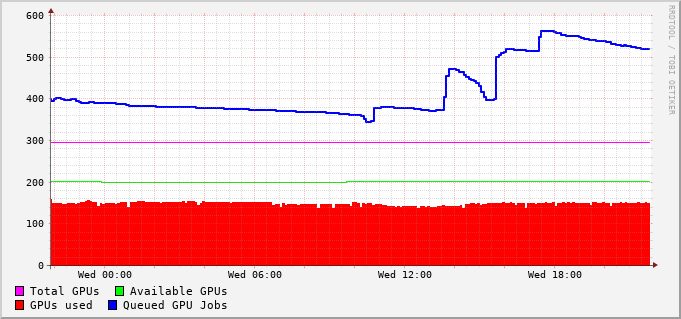 600
500
400
300
200
100
0
Wed 00:00 Wed 06:00 Wed 12:00 Wed 18:00
Total GPUs Available GPUs
GPUs used Queued GPU Jobs
RRDTOOL / TOBI OETIKER